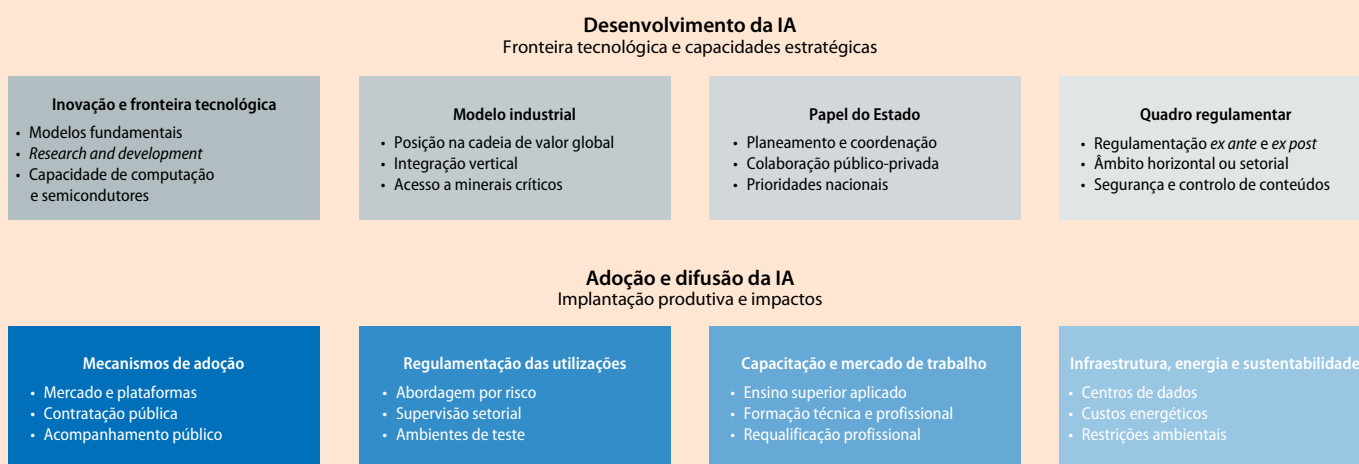 Desenvolvimento da IA
Fronteira tecnológica e capacidades estratégicas
Inovação e fronteira tecnológica
• Modelos fundamentais
• Research and development
• Capacidade de computação
e semicondutores
Modelo industrial
• Posição na cadeia de valor global
• Integração vertical
• Acesso a minerais críticos
Papel do Estado
• Planeamento e coordenação
• Colaboração público-privada
• Prioridades nacionais
Quadro regulamentar
• Regulamentação ex ante e ex post
• Âmbito horizontal ou setorial
• Segurança e controlo de conteúdos
Adoção e difusão da IA
Implantação produtiva e impactos
Mecanismos de adoção
• Mercado e plataformas
• Contratação pública
• Acompanhamento público
Regulamentação das utilizações
• Abordagem por risco
• Supervisão setorial
• Ambientes de teste
Capacitação e mercado de trabalho
• Ensino superior aplicado
• Formação técnica e profissional
• Requalificação profissional
Infraestrutura, energia e sustentabilidade
• Centros de dados
• Custos energéticos
• Restrições ambientais